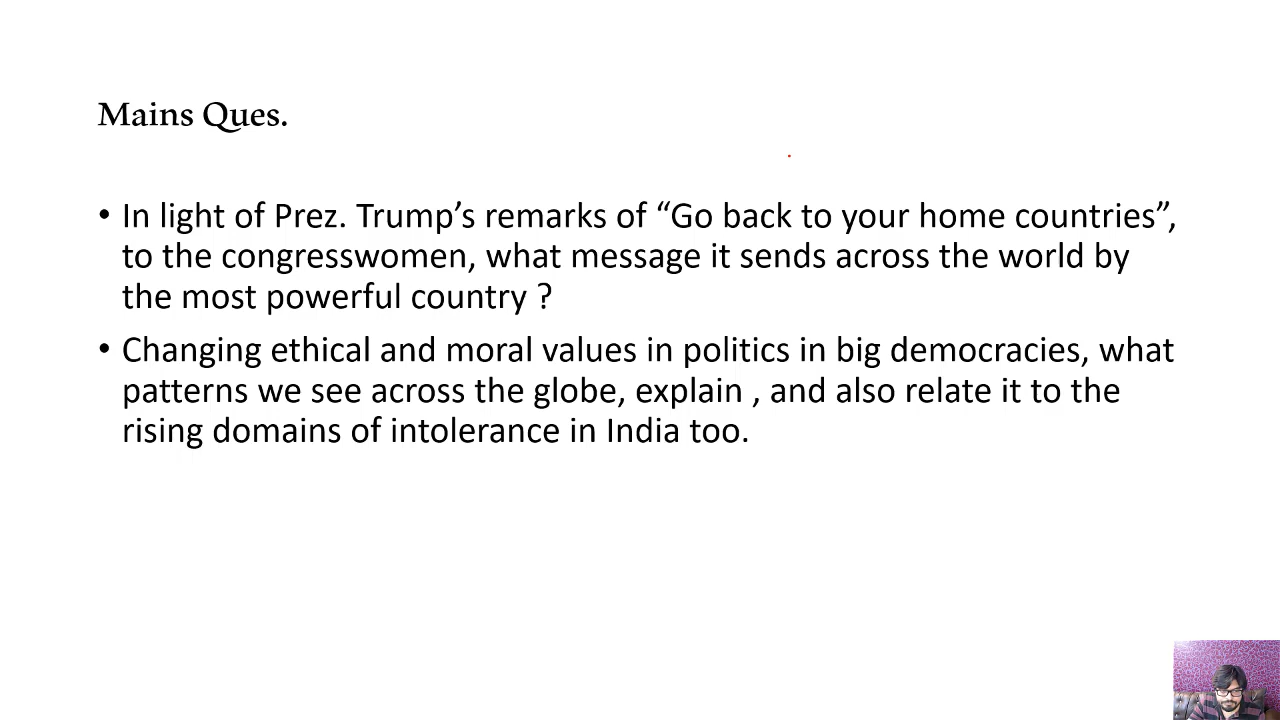 Mains Ques.
• In light of Prez. Trump’s remarks of “Go back to your home countries”,
to the congresswomen, what message it sends across the world by
the most powerful country ?
• Changing ethical and moral values in politics in big democracies, what
patterns we see across the globe, explain , and also relate it to the
rising domains of intolerance in India too.